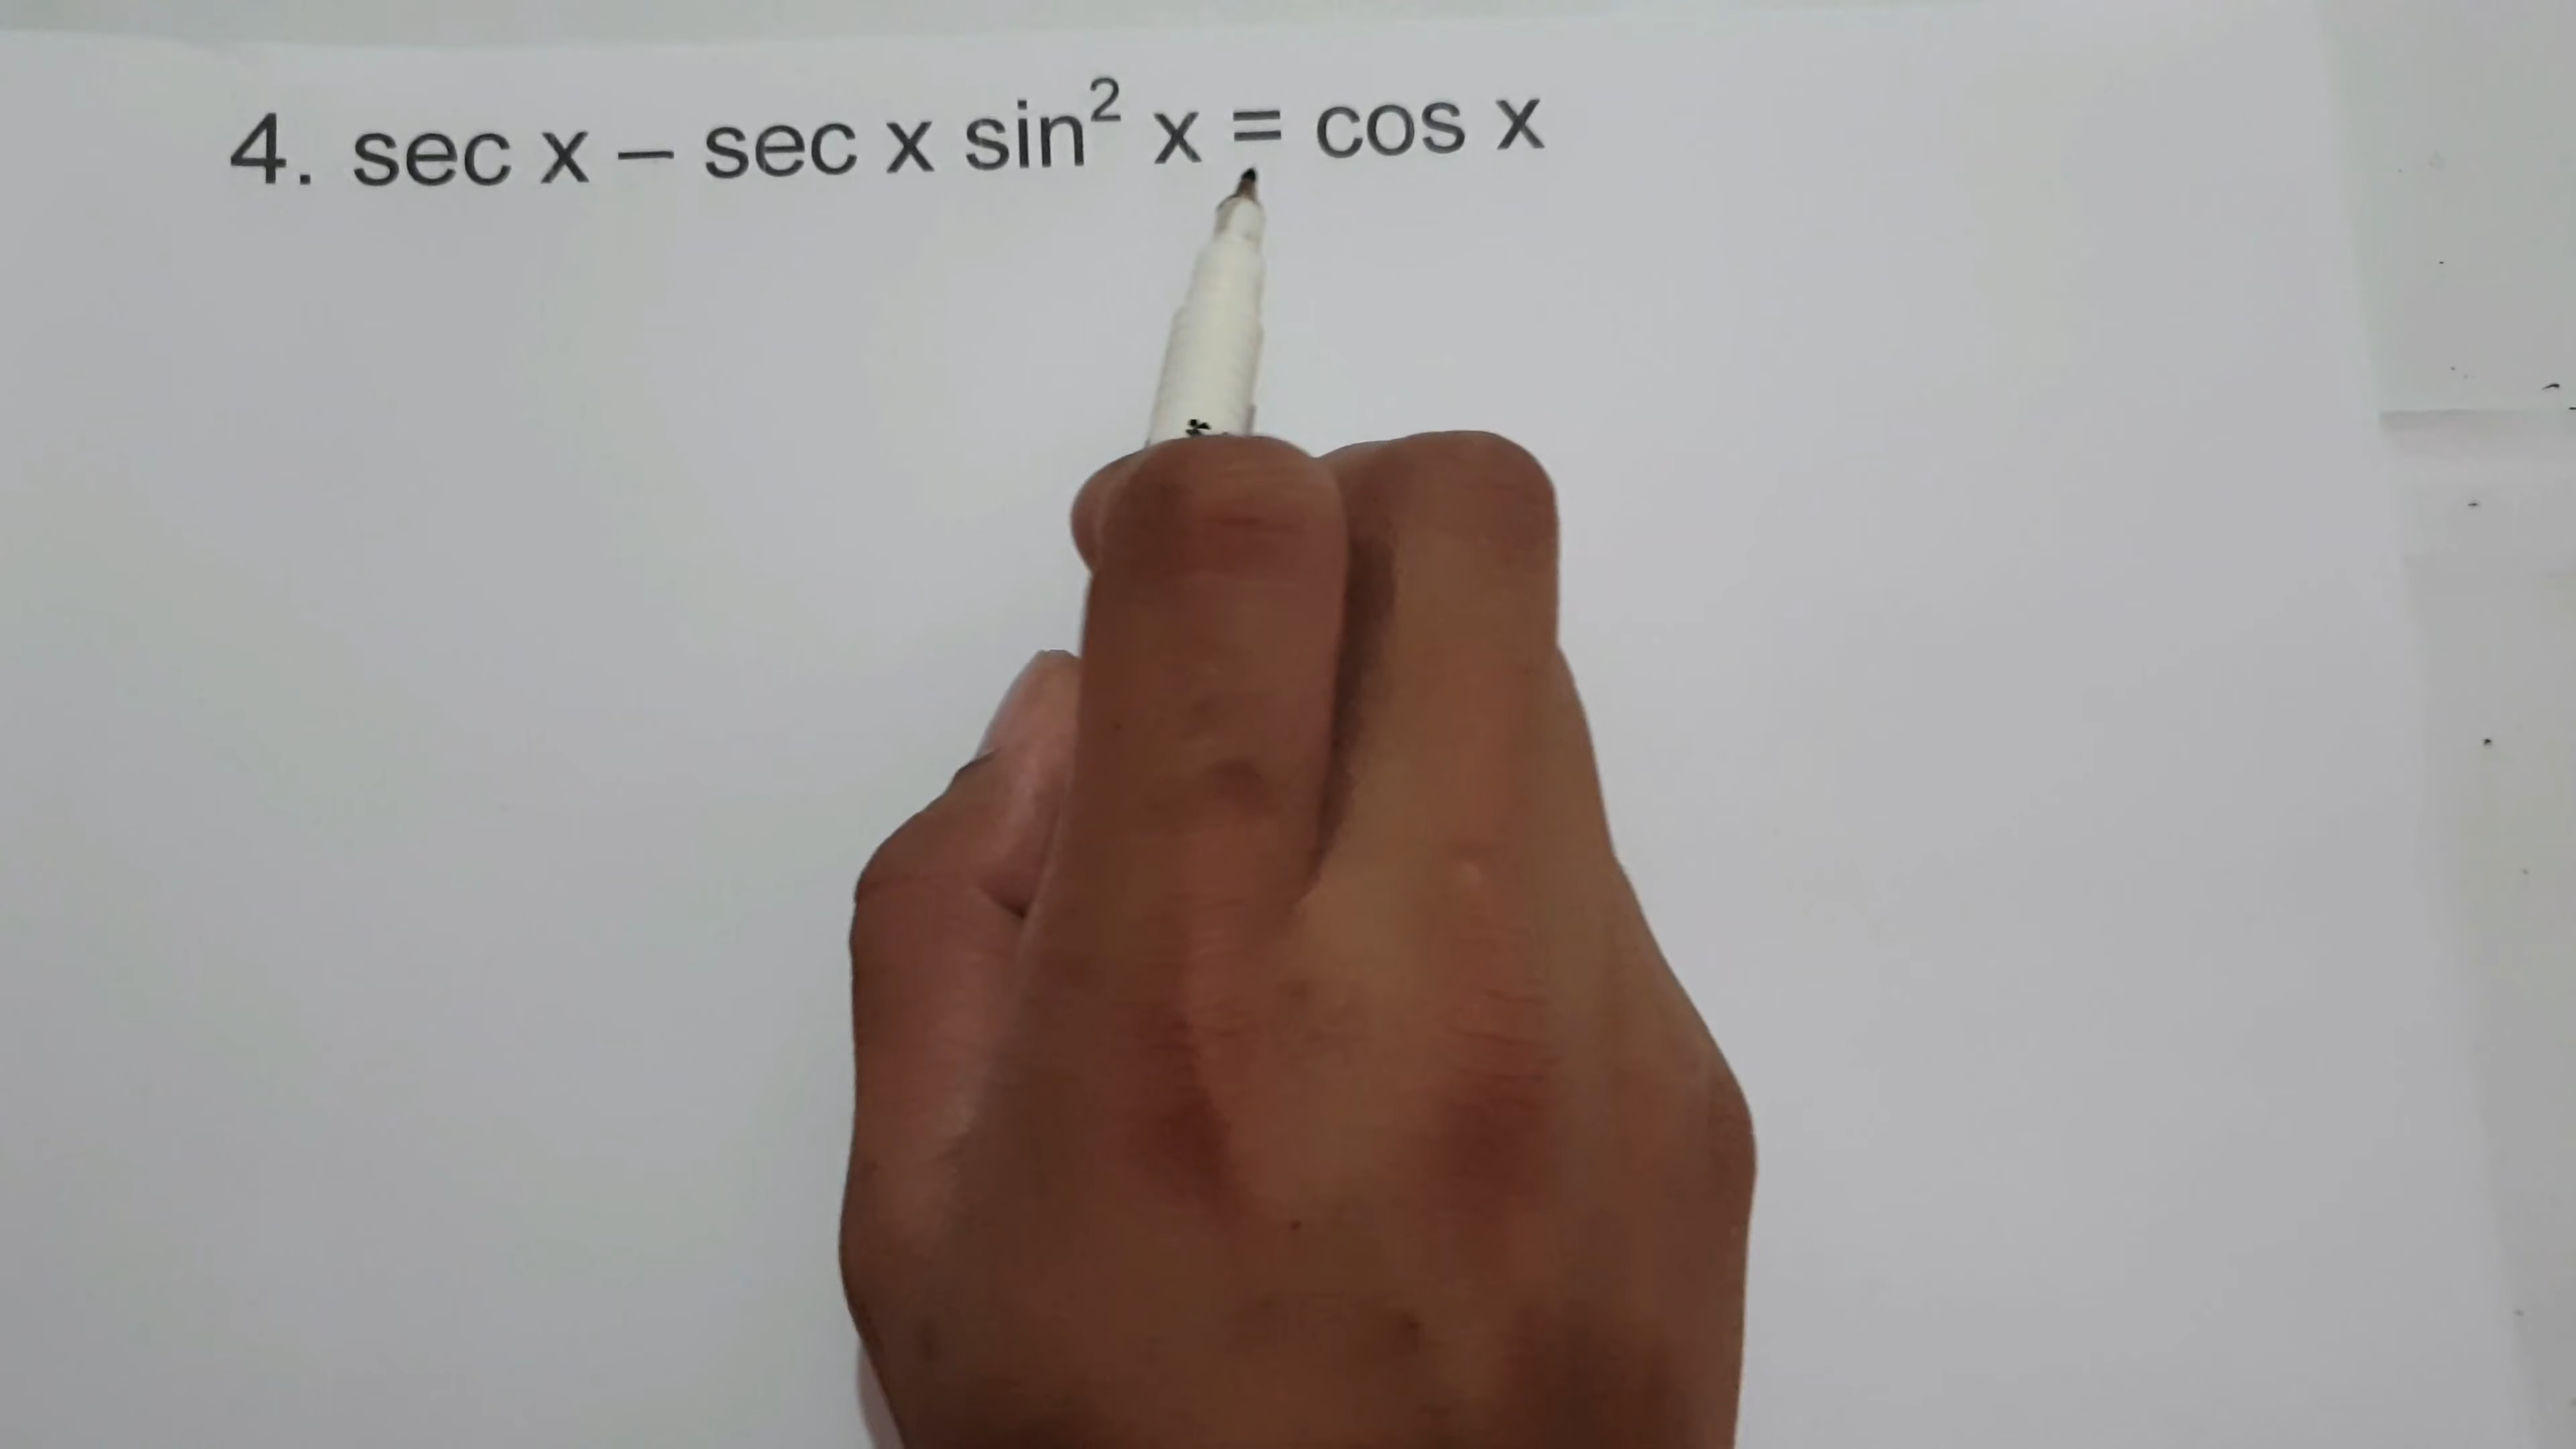 4. sec x – sec x sin² x = cos x